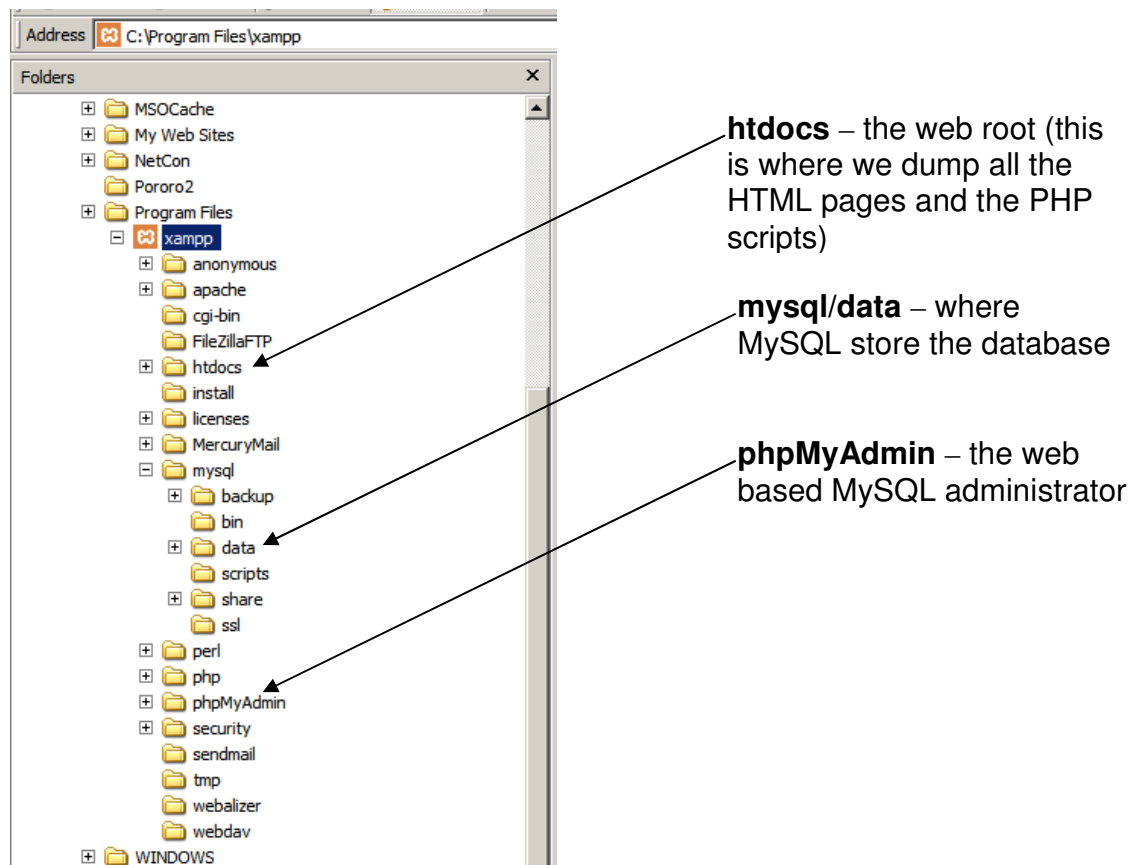 Address C:\Program Files\xampp
Folders
MSOCache
My Web Sites
NetCon
Pororo2
Program Files
xampp
anonymous
apache
cgi-bin
FileZillaFTP
htdocs
install
licenses
MercuryMail
mysql
backup
bin
data
scripts
share
ssl
perl
php
phpMyAdmin
security
sendmail
tmp
webalizer
webdav
WINDOWS
htdocs – the web root (this
is where we dump all the
HTML pages and the PHP
scripts)
mysql/data – where
MySQL store the database
phpMyAdmin – the web
based MySQL administrator